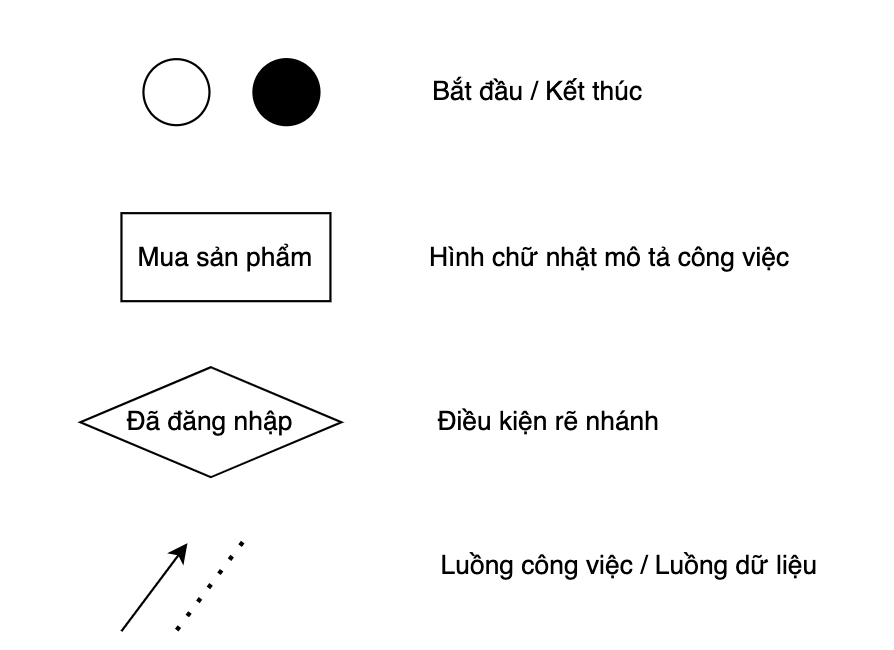 Bắt đầu / Kết thúc
Mua sản phẩm
Hình chữ nhật mô tả công việc
Đã đăng nhập
Điều kiện rẽ nhánh
Luồng công việc / Luồng dữ liệu